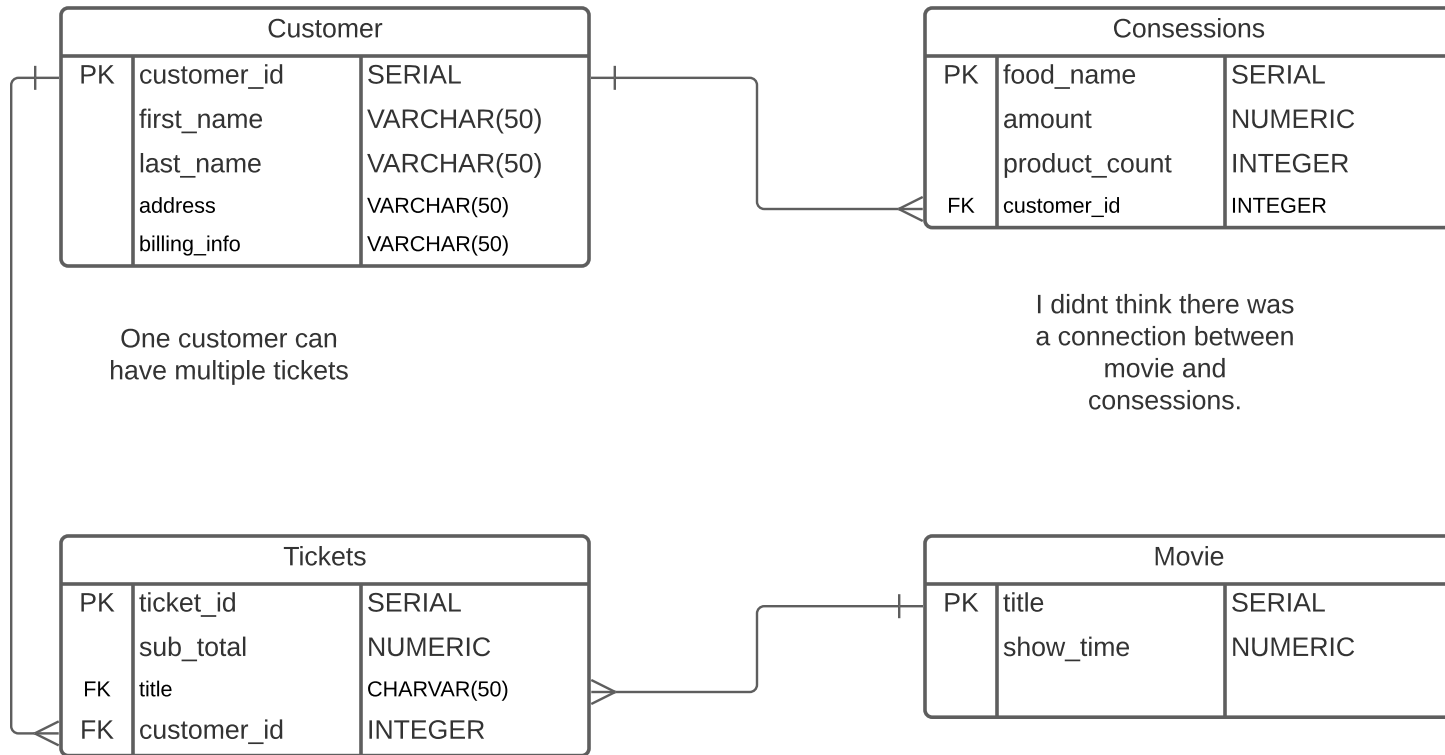 Customer
PK customer_id SERIAL
first_name VARCHAR(50)
last_name VARCHAR(50)
address VARCHAR(50)
billing_info VARCHAR(50)
Consessions
PK food_name SERIAL
amount NUMERIC
product_count INTEGER
FK customer_id INTEGER
One customer can
have multiple tickets
I didnt think there was
a connection between
movie and
consessions.
Tickets
PK ticket_id SERIAL
sub_total NUMERIC
FK title CHARVAR(50)
FK customer_id INTEGER
Movie
PK title SERIAL
show_time NUMERIC